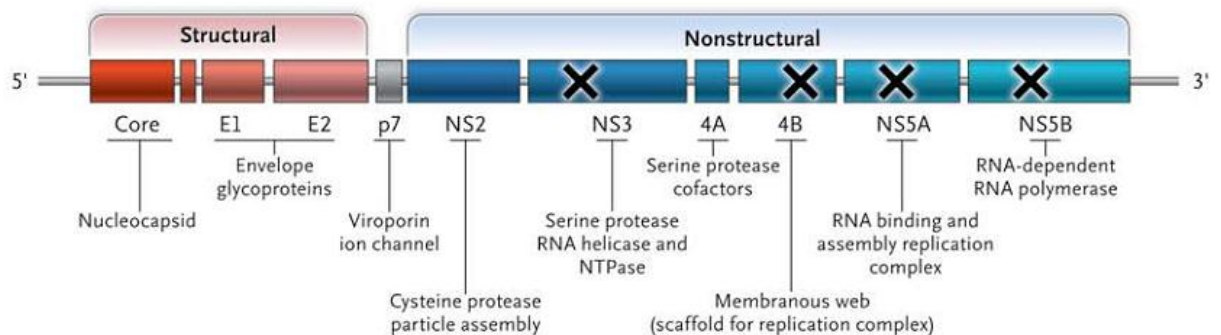 Structural
Nonstructural
5'
3'
Core
E1
E2
p7
NS2
NS3
4A
4B
NS5A
NS5B
Envelope
glycoproteins
Serine protease
cofactors
RNA-dependent
RNA polymerase
Nucleocapsid
Viroporin
ion channel
Serine protease
RNA helicase and
NTPase
RNA binding and
assembly replication
complex
Cysteine protease
particle assembly
Membranous web
(scaffold for replication complex)